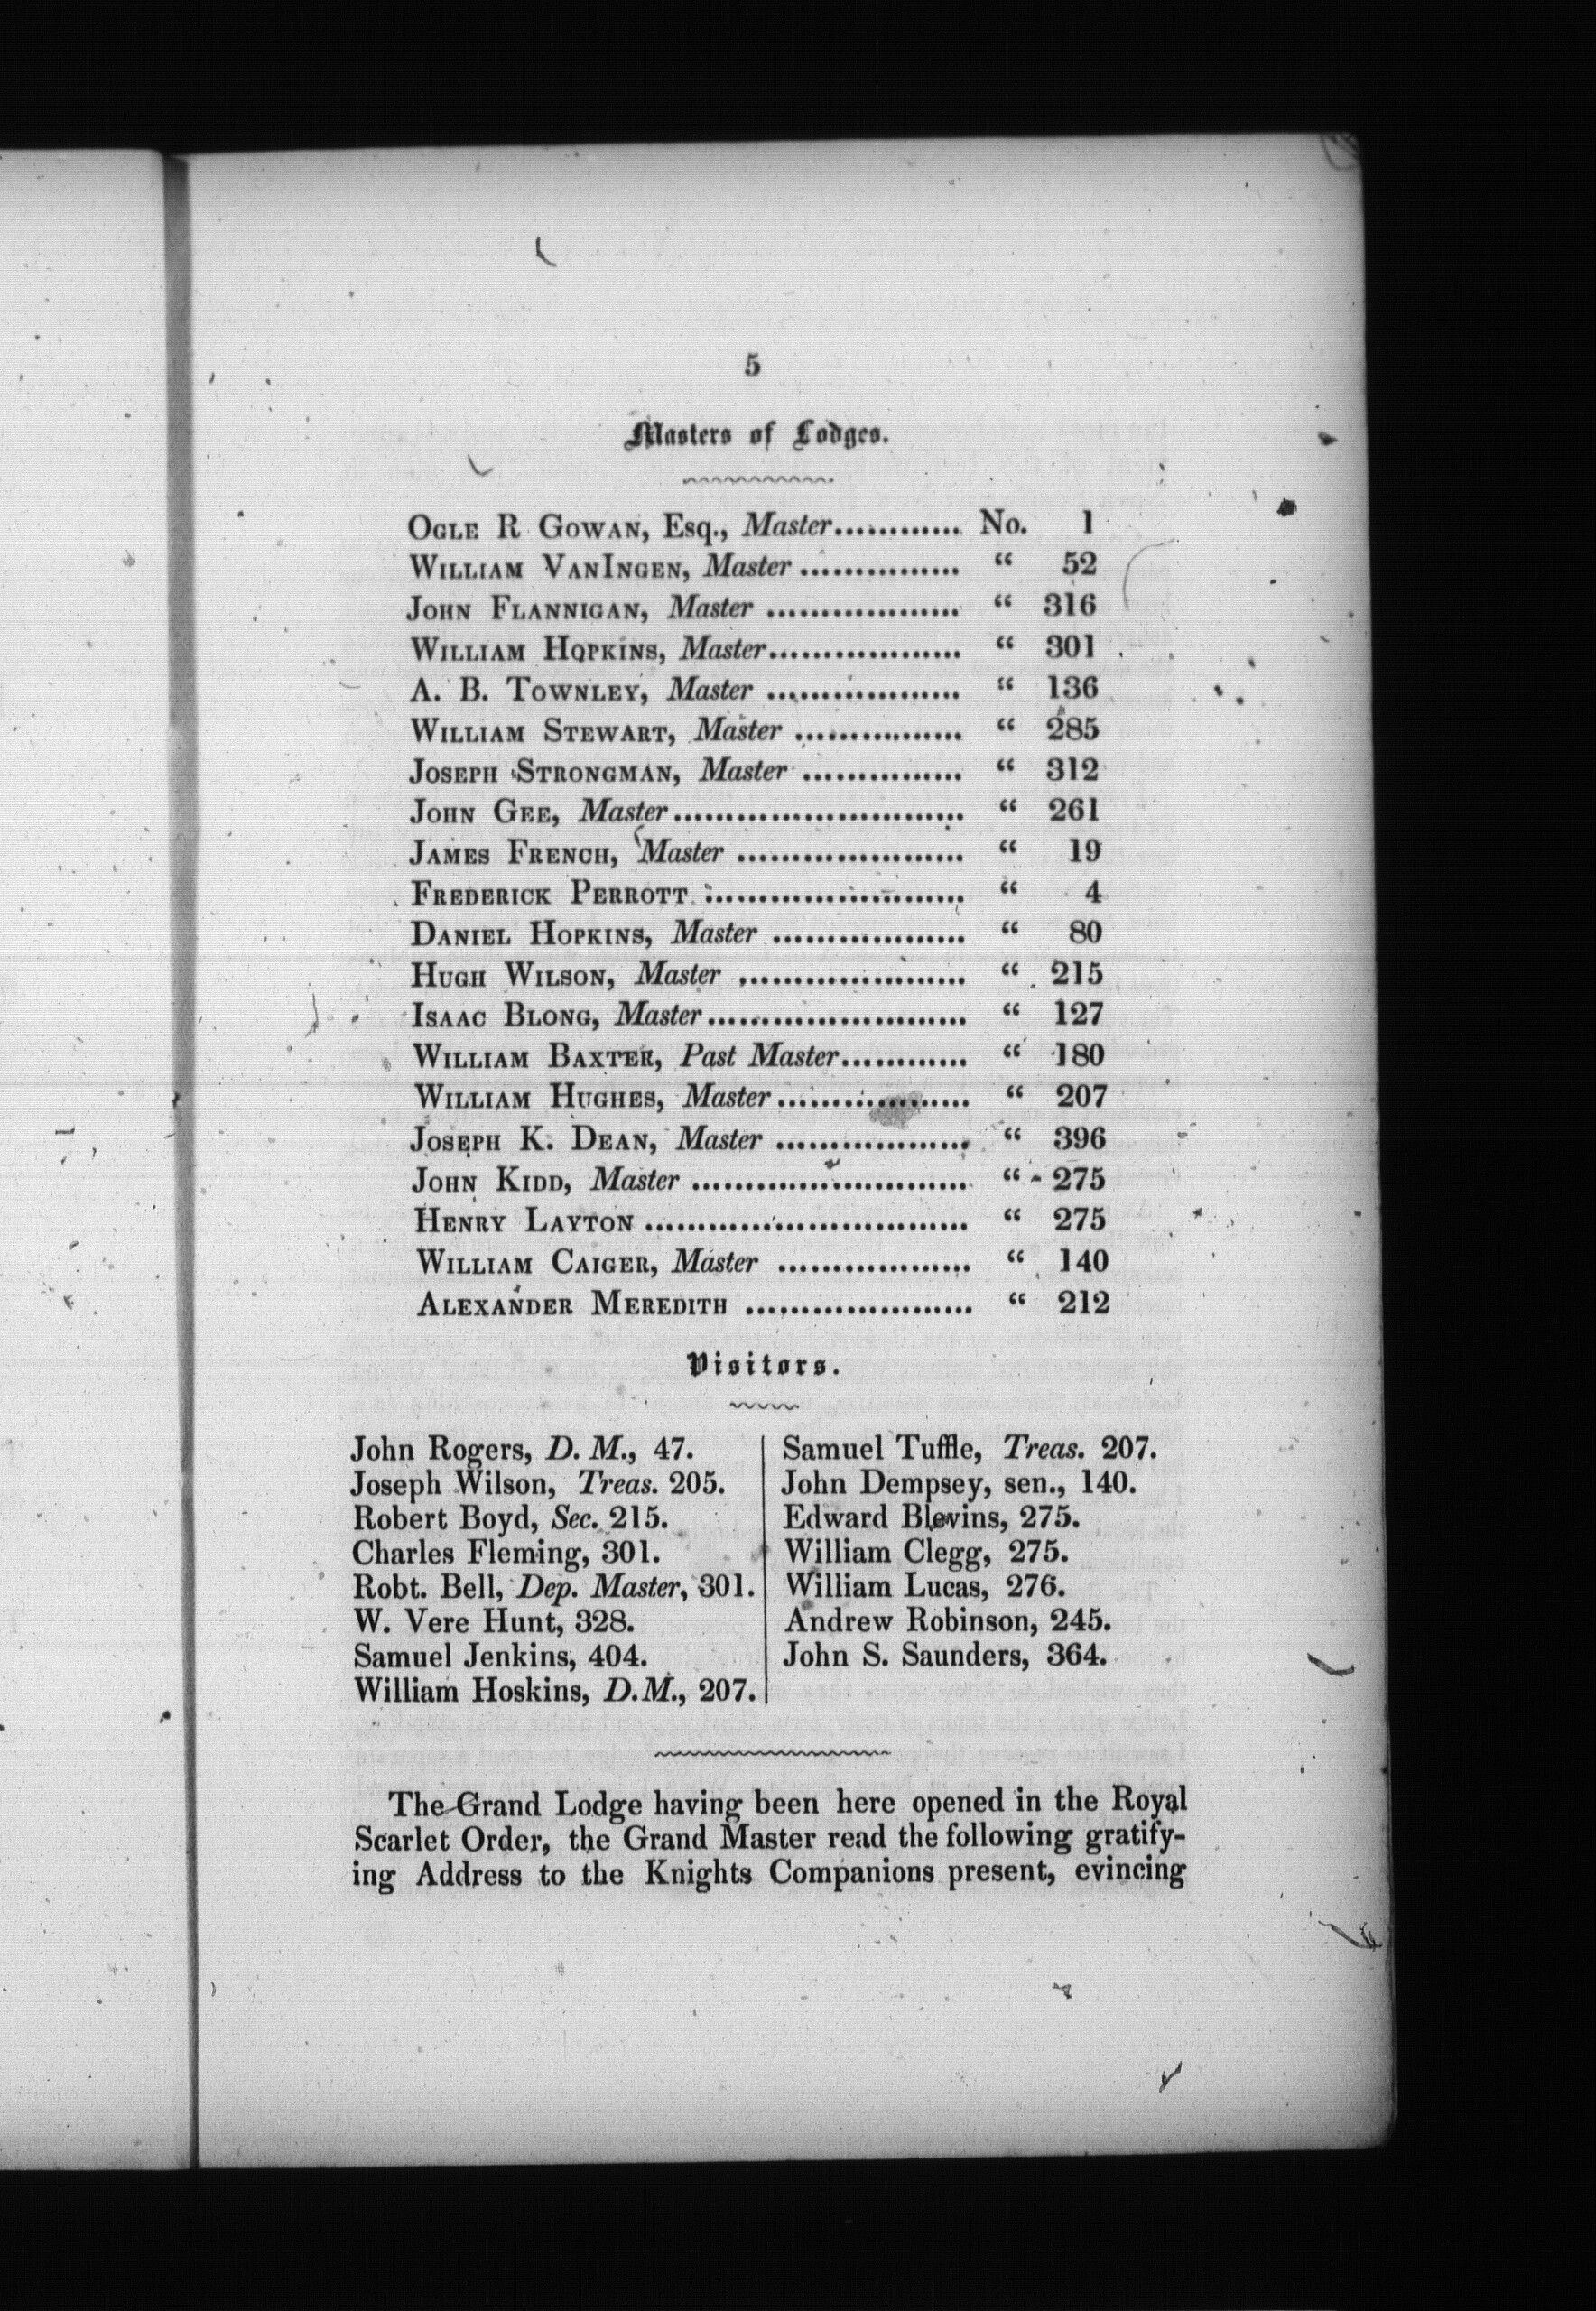 5
Masters of Lodges.
OGLE R GOWAN, Esq., Master............ No. 1
WILLIAM VANINGEN, Master ............... “ 52
JOHN FLANNIGAN, Master .................. “ 316
WILLIAM HOPKINS, Master.................. “ 301
A. B. TOWNLEY, Master .................. “ 136
WILLIAM STEWART, Master ................ “ 285
JOSEPH STRONGMAN, Master ............... “ 312
JOHN GEE, Master........................... “ 261
JAMES FRENCH, Master ..................... “ 19
FREDERICK PERROTT ........................ “ 4
DANIEL HOPKINS, Master .................. “ 80
HUGH WILSON, Master ..................... “ 215
ISAAC BLONG, Master........................ “ 127
WILLIAM BAXTER, Past Master............ “ 180
WILLIAM HUGHES, Master.................. “ 207
JOSEPH K. DEAN, Master .................. “ 396
JOHN KIDD, Master ......................... “ 275
HENRY LAYTON .............................. “ 275
WILLIAM CAIGER, Master .................. “ 140
ALEXANDER MEREDITH ..................... “ 212
Visitors.
John Rogers, D. M., 47.
Joseph Wilson, Treas. 205.
Robert Boyd, Sec. 215.
Charles Fleming, 301.
Robt. Bell, Dep. Master, 301.
W. Vere Hunt, 328.
Samuel Jenkins, 404.
William Hoskins, D.M., 207.
Samuel Tuffle, Treas. 207.
John Dempsey, sen., 140.
Edward Blevins, 275.
William Clegg, 275.
William Lucas, 276.
Andrew Robinson, 245.
John S. Saunders, 364.
The Grand Lodge having been here opened in the Royal
Scarlet Order, the Grand Master read the following gratify-
ing Address to the Knights Companions present, evincing